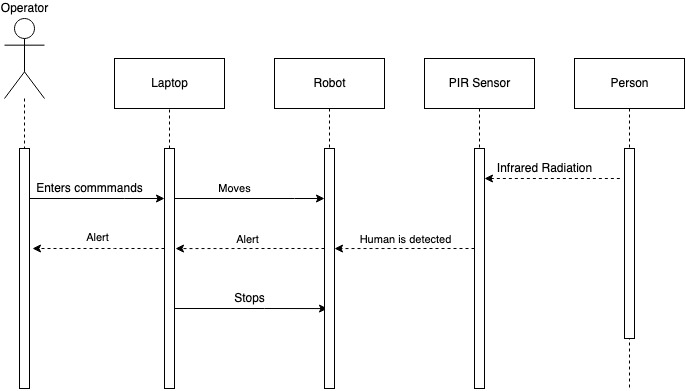 Operator
Laptop
Robot
PIR Sensor
Person
Infrared Radiation
Enters commmands
Moves
Alert
Alert
Human is detected
Stops